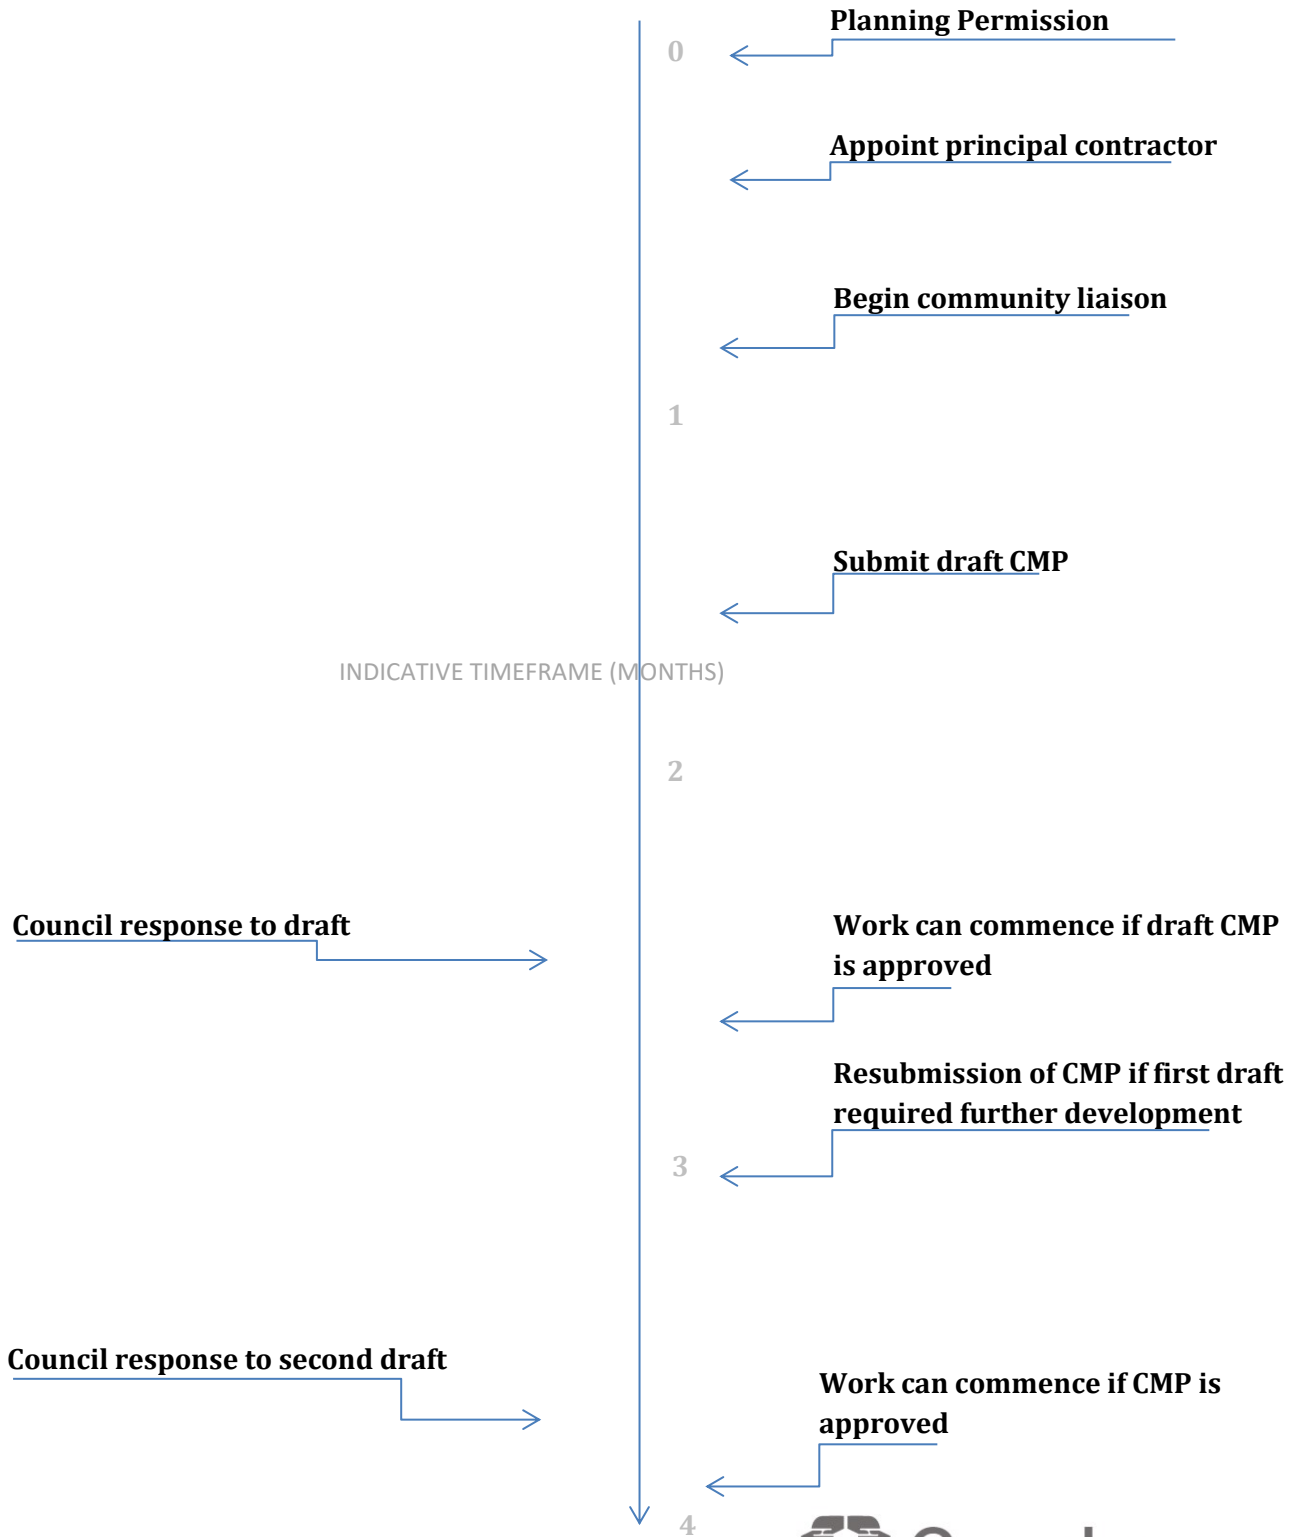 Planning Permission
0
Appoint principal contractor
Begin community liaison
1
Submit draft CMP
INDICATIVE TIMEFRAME (MONTHS)
2
Council response to draft
Work can commence if draft CMP
is approved
Resubmission of CMP if first draft
required further development
3
Council response to second draft
Work can commence if CMP is
approved
4